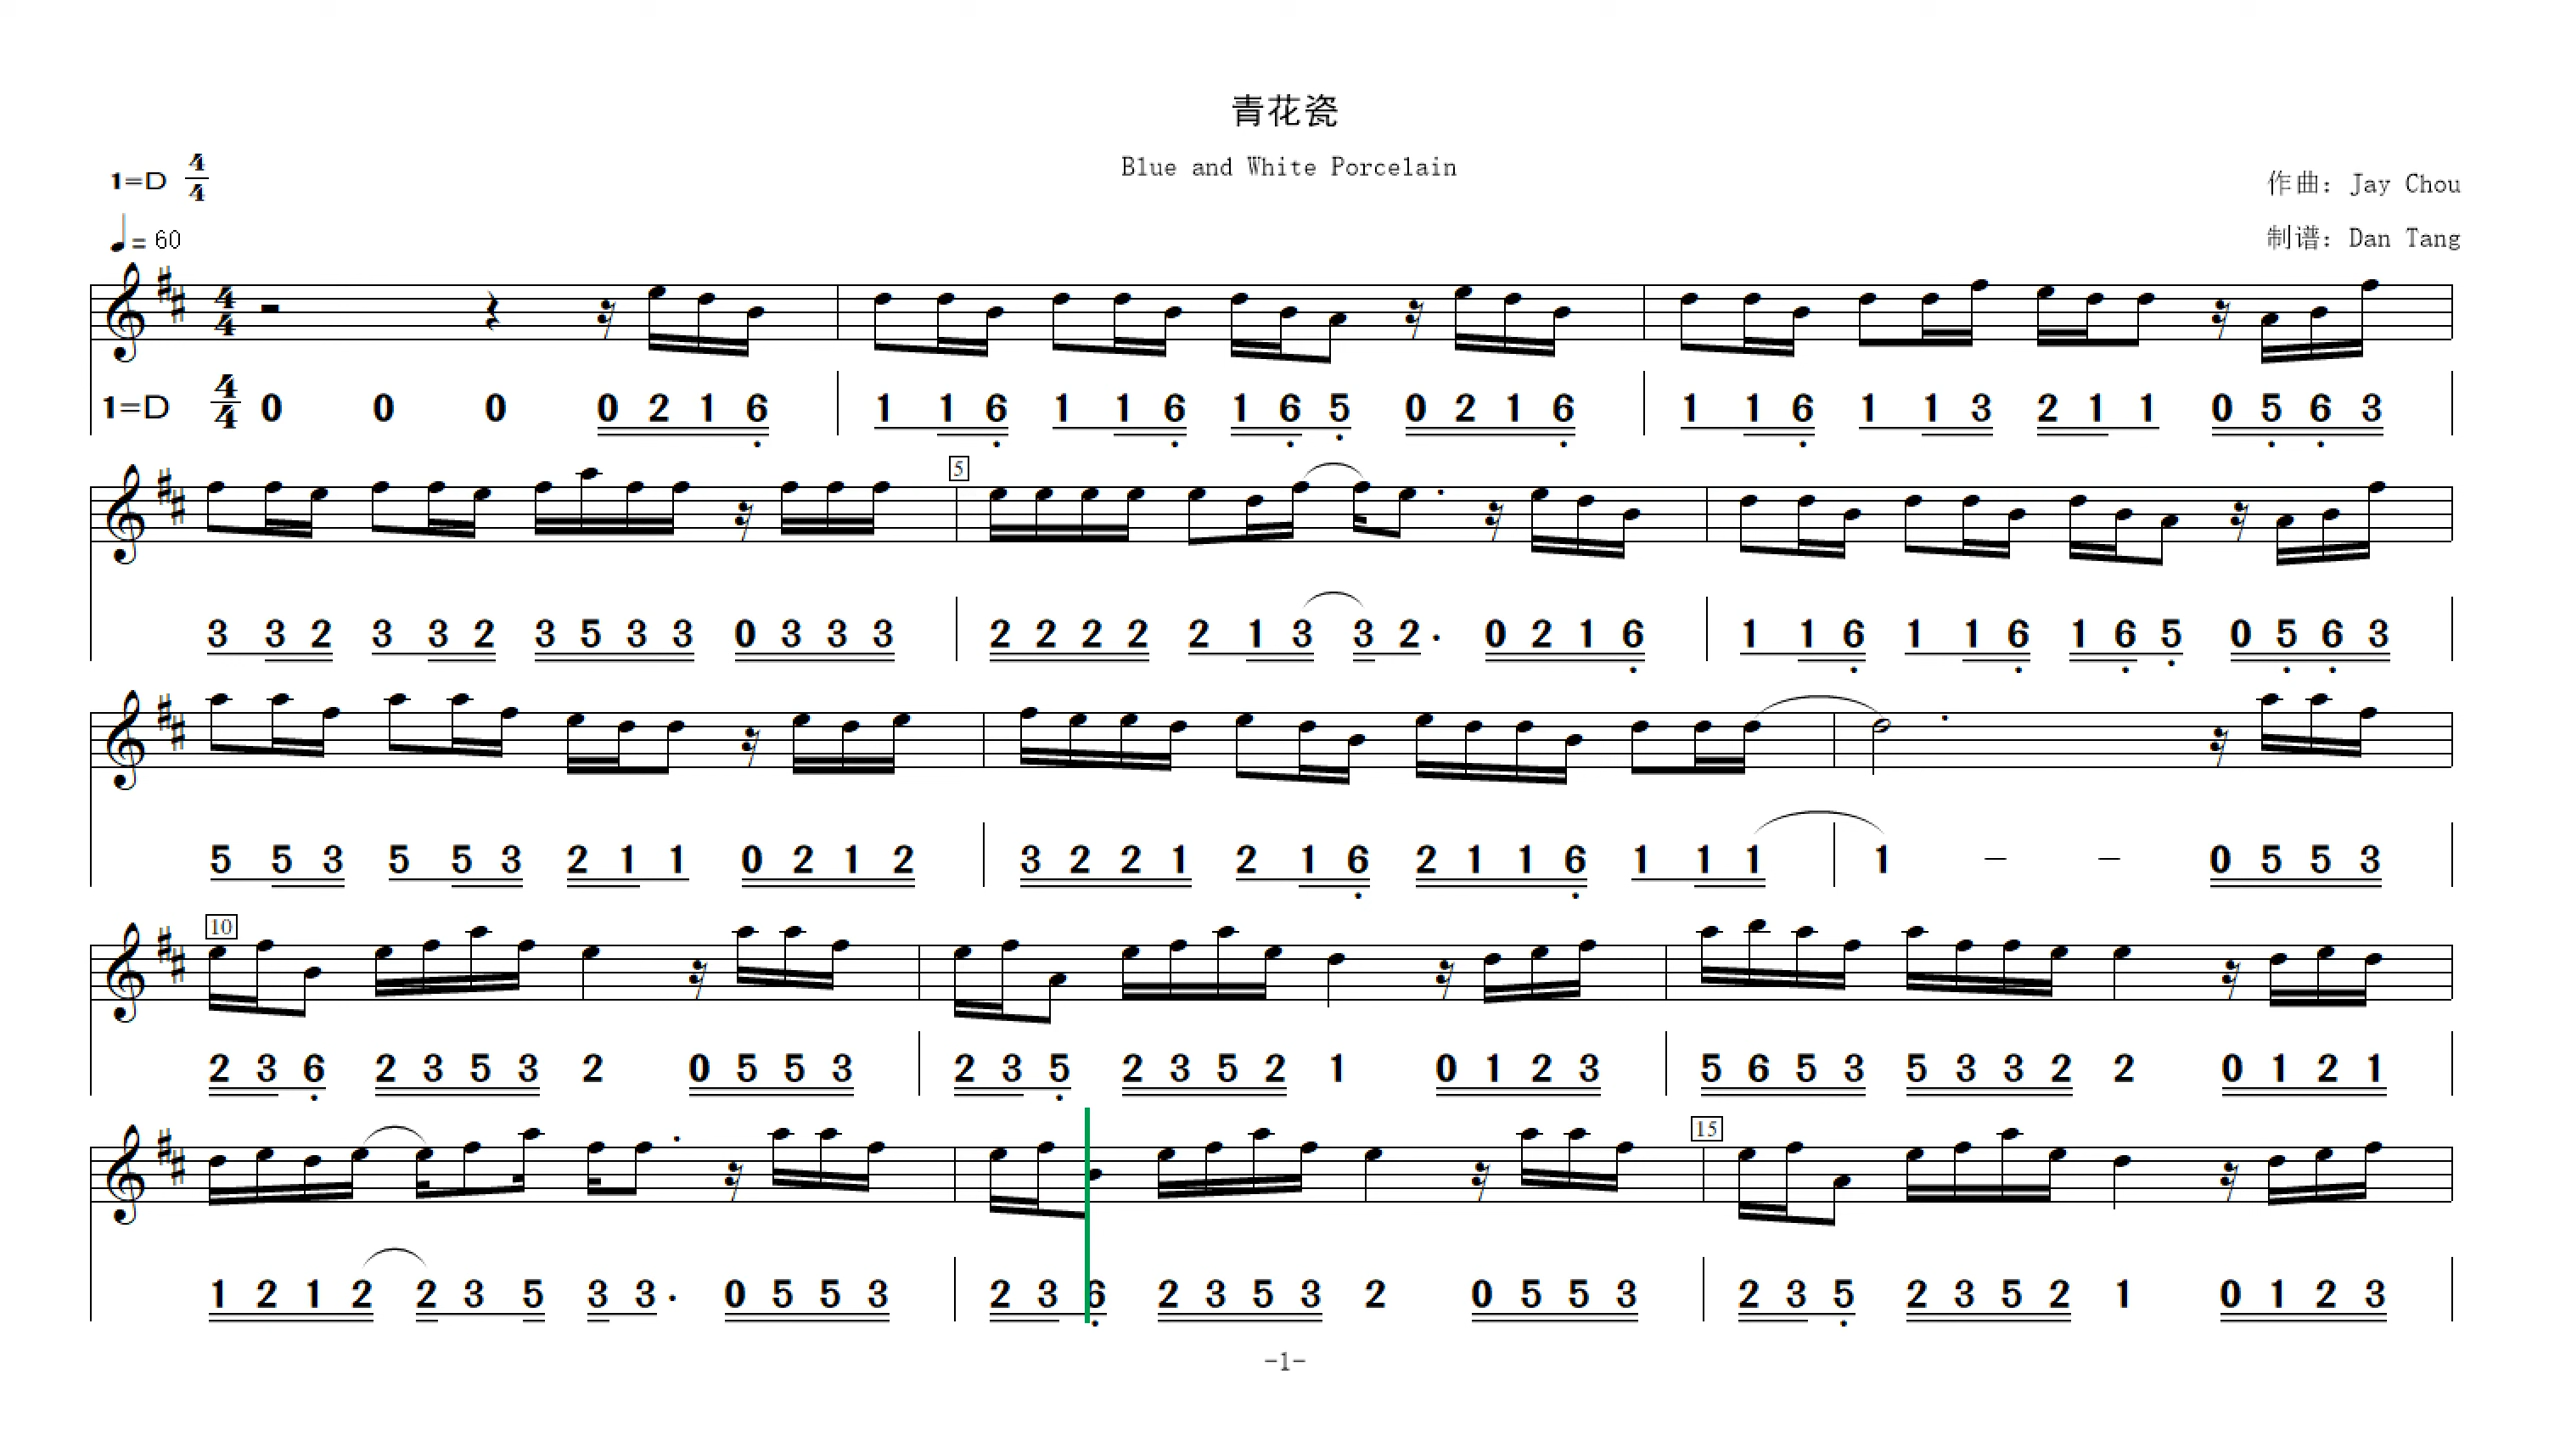 青花瓷
Blue and White Porcelain
1=D 4/4
作曲: Jay Chou
♩= 60
制谱: Dan Tang
4/4
1=D 4/4 0 0 0 0 2 1 6̣ | 1 1 6̣ 1 1 6̣ 1 6̣ 5̣ 0 2 1 6̣ | 1 1 6̣ 1 1 3 2 1 1 0 5̣ 6̣ 3 |
5
3 3 2 3 3 2 3 5 3 3 0 3 3 3 | 2 2 2 2 2 1 3 3 2· 0 2 1 6̣ | 1 1 6̣ 1 1 6̣ 1 6̣ 5̣ 0 5̣ 6̣ 3 |
5 5 3 5 5 3 2 1 1 0 2 1 2 | 3 2 2 1 2 1 6̣ 2 1 1 6̣ 1 1 1 | 1 – – 0 5 5 3 |
10
2 3 6̣ 2 3 5 3 2 0 5 5 3 | 2 3 5̣ 2 3 5 2 1 0 1 2 3 | 5 6 5 3 5 3 3 2 2 0 1 2 1 |
15
1 2 1 2 2 3 5 3 3· 0 5 5 3 | 2 3 6̣ 2 3 5 3 2 0 5 5 3 | 2 3 5̣ 2 3 5 2 1 0 1 2 3 |
-1-